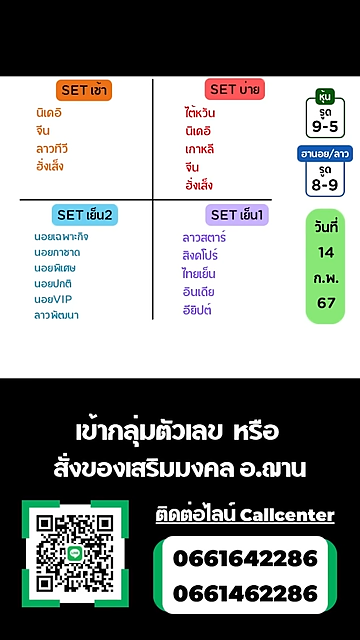 SET เช้า
นิเคอิ
จีน
ลาวทีวี
ฮั่งเส็ง
SET บ่าย
ไต้หวัน
นิเคอิ
เกาหลี
จีน
ฮั่งเส็ง
หุ้น
รูด
9-5
ฮานอย/ลาว
รูด
8-9
SET เย็น2
นอยเฉพาะกิจ
นอยกาชาด
นอยพิเศษ
นอยปกติ
นอยVIP
ลาวพัฒนา
SET เย็น1
ลาวสตาร์
สิงคโปร์
ไทยเย็น
อินเดีย
อียิปต์
วันที่
14
ก.พ.
67
เข้ากลุ่มตัวเลข หรือ
สั่งของเสริมมงคล อ.ฌาน
ติดต่อไลน์ Callcenter
0661642286
0661462286